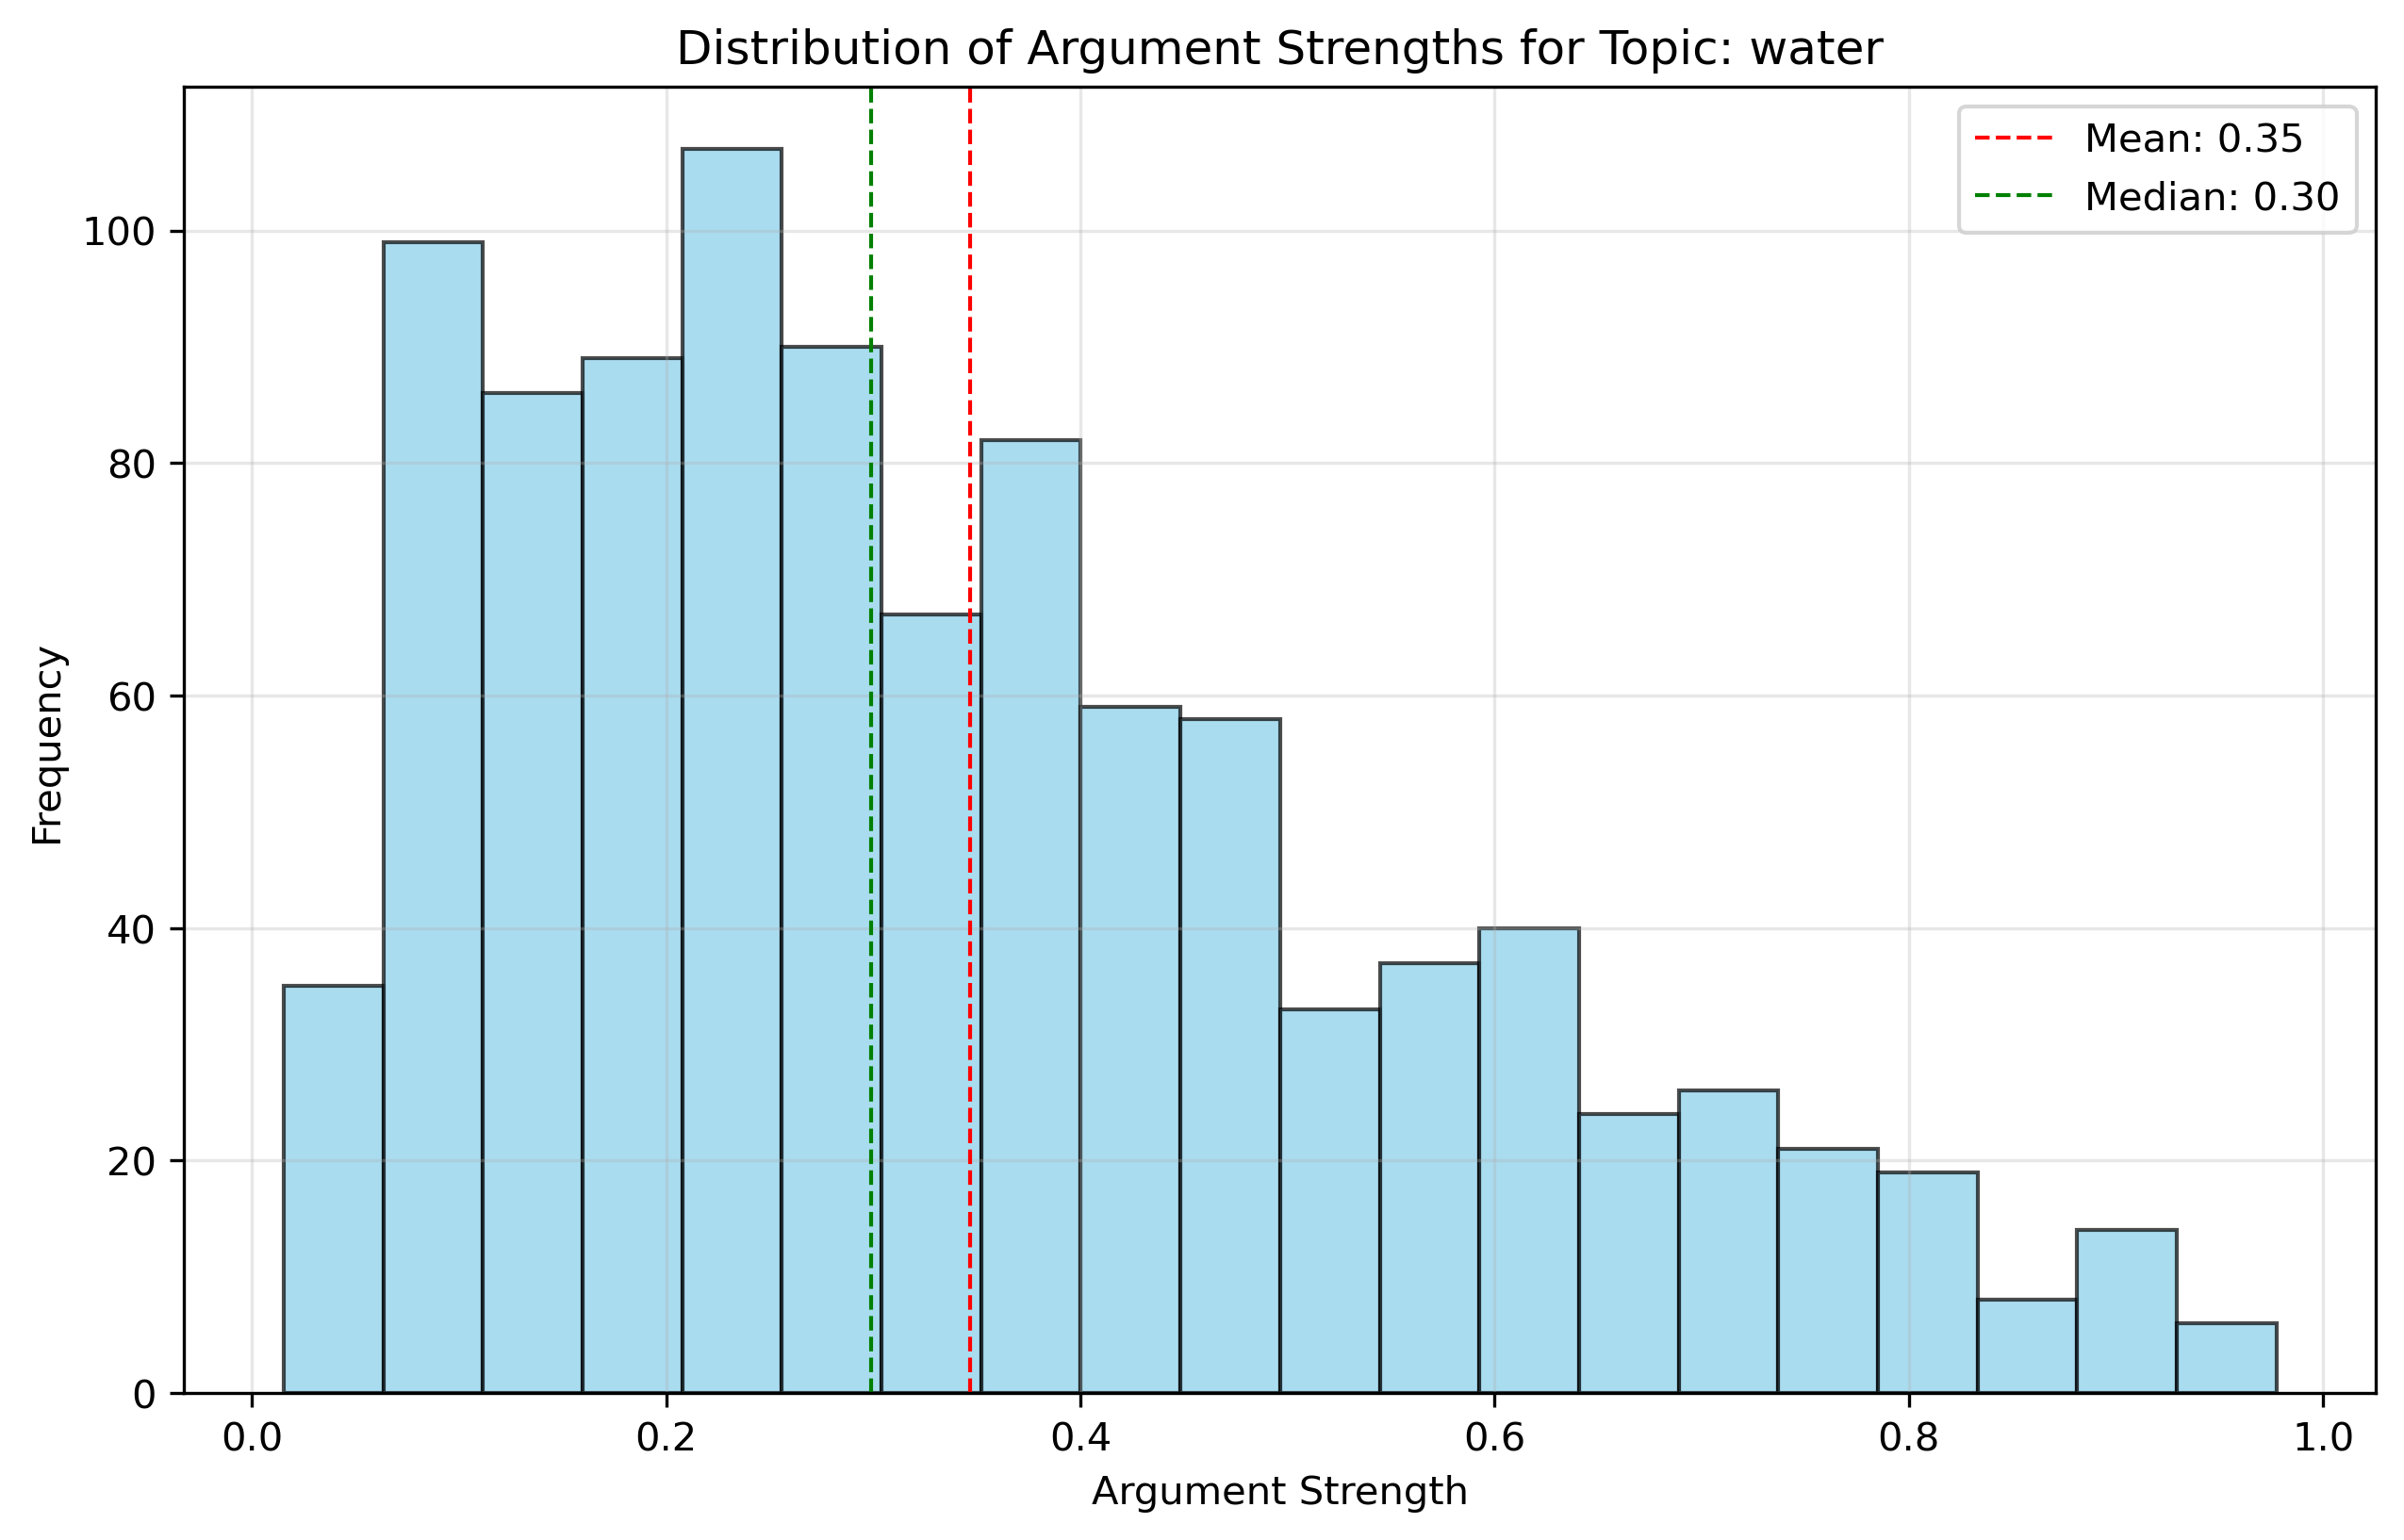 Distribution of Argument Strengths for Topic: water
Mean: 0.35
Median: 0.30
Frequency
100
80
60
40
20
0
0.0 0.2 0.4 0.6 0.8 1.0
Argument Strength